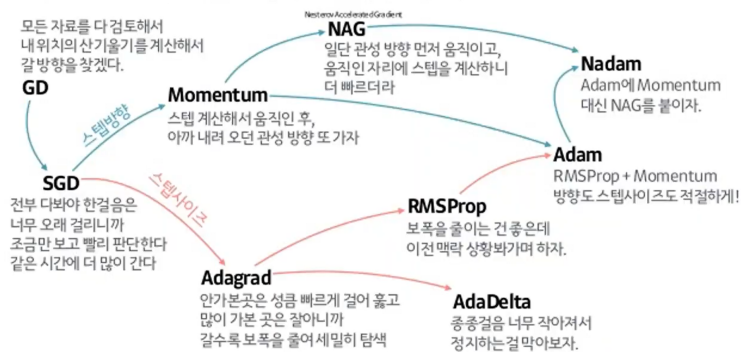 모든 자료를 다 검토해서
내 위치의 산기울기를 계산해서
갈 방향을 찾겠다.
GD
스텝방향
SGD
전부 다봐야 한걸음은
너무 오래 걸리니까
조금만 보고 빨리 판단한다
같은 시간에 더 많이 간다
Momentum
스텝 계산해서 움직인 후,
아까 내려 오던 관성 방향 또 가자
Nesterov Accelerated Gradient
NAG
일단 관성 방향 먼저 움직이고,
움직인 자리에 스텝을 계산하니
더 빠르더라
Nadam
Adam에 Momentum
대신 NAG를 붙이자.
Adam
RMSProp + Momentum
방향도 스텝사이즈도 적절하게!
스텝사이즈
RMSProp
보폭을 줄이는 건 좋은데
이전 맥락 상황봐가며 하자.
Adagrad
안가본곳은 성큼 빠르게 걸어 훓고
많이 가본 곳은 잘아니까
갈수록 보폭을 줄여 세밀히 탐색
AdaDelta
종종걸음 너무 작아져서
정지하는걸 막아보자.